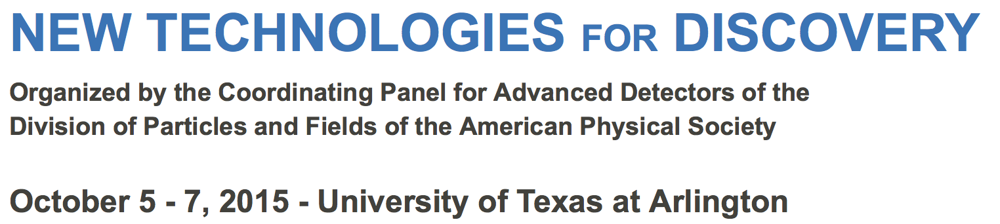 NEW TECHNOLOGIES FOR DISCOVERY
Organized by the Coordinating Panel for Advanced Detectors of the
Division of Particles and Fields of the American Physical Society
October 5 - 7, 2015 - University of Texas at Arlington